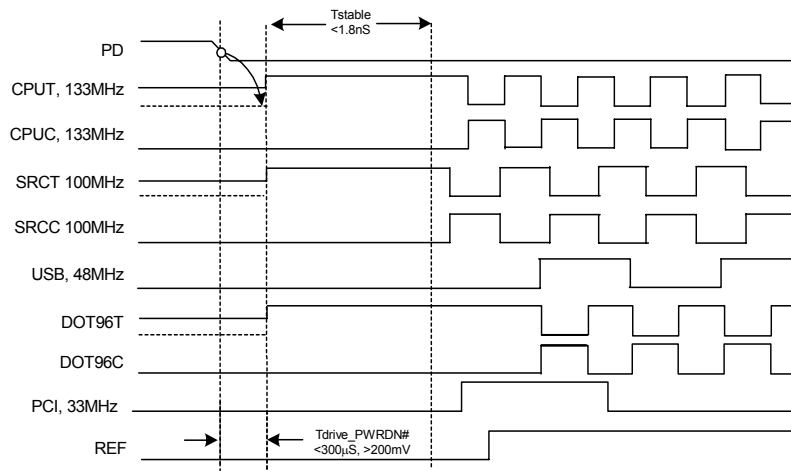 Tstable
<1.8nS
PD
CPUT, 133MHz
CPUC, 133MHz
SRCT 100MHz
SRCC 100MHz
USB, 48MHz
DOT96T
DOT96C
PCI, 33MHz
Tdrive_PWRDN#
<300µS, >200mV
REF